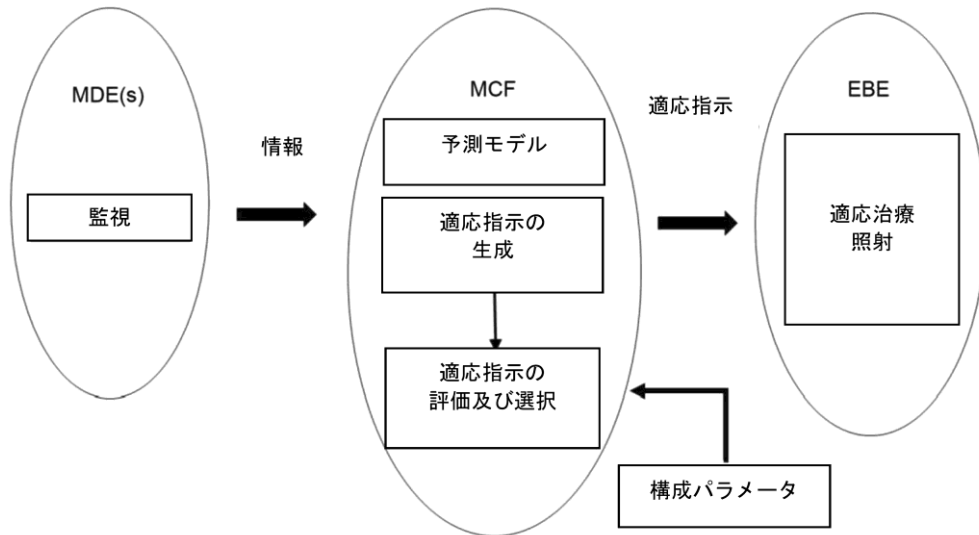 MDE(s)
監視
情報
MCF
予測モデル
適応指示の
生成
適応指示の
評価及び選択
適応指示
EBE
適応治療
照射
構成パラメータ